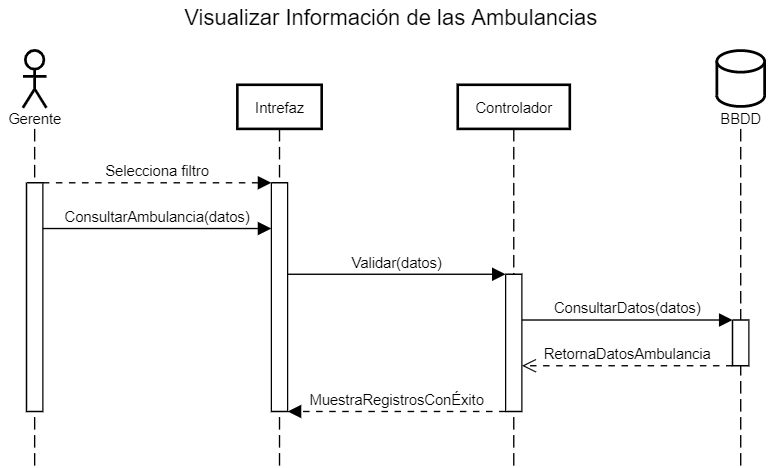 Visualizar Información de las Ambulancias
Gerente
Intrefaz
Controlador
BBDD
Selecciona filtro
ConsultarAmbulancia(datos)
Validar(datos)
ConsultarDatos(datos)
RetornaDatosAmbulancia
MuestraRegistrosConÉxito